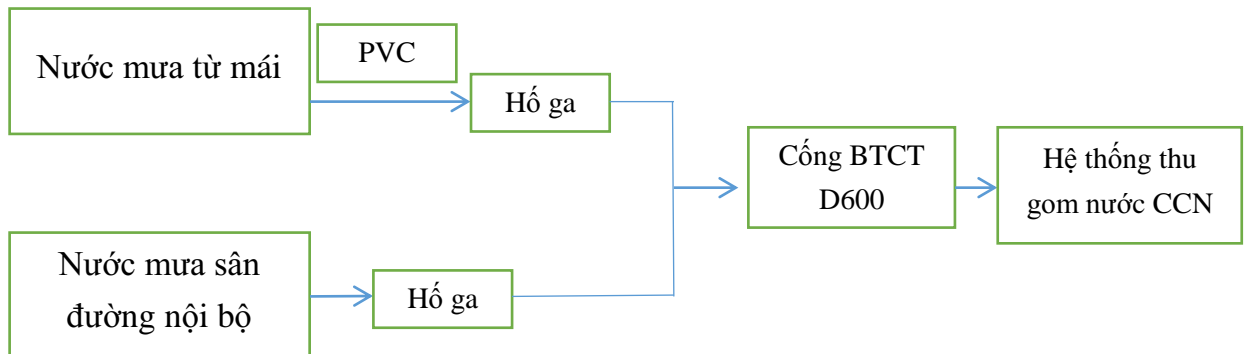 Nước mưa từ mái
PVC
Hố ga
Cống BTCT
D600
Hệ thống thu
gom nước CCN
Nước mưa sân
đường nội bộ
Hố ga